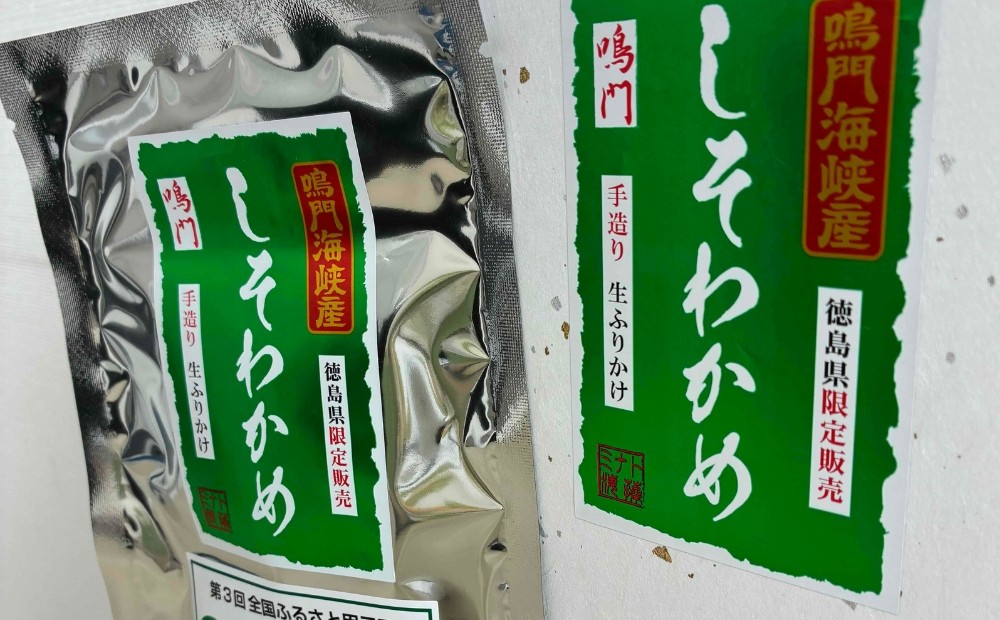 鳴門海峡産
徳島県限定販売
しそわかめ
鳴門
手造り 生ふりかけ
第3回 全国ふるさと
鳴門海峡産
徳島県限定販売
しそわかめ
鳴門
手造り 生ふりかけ